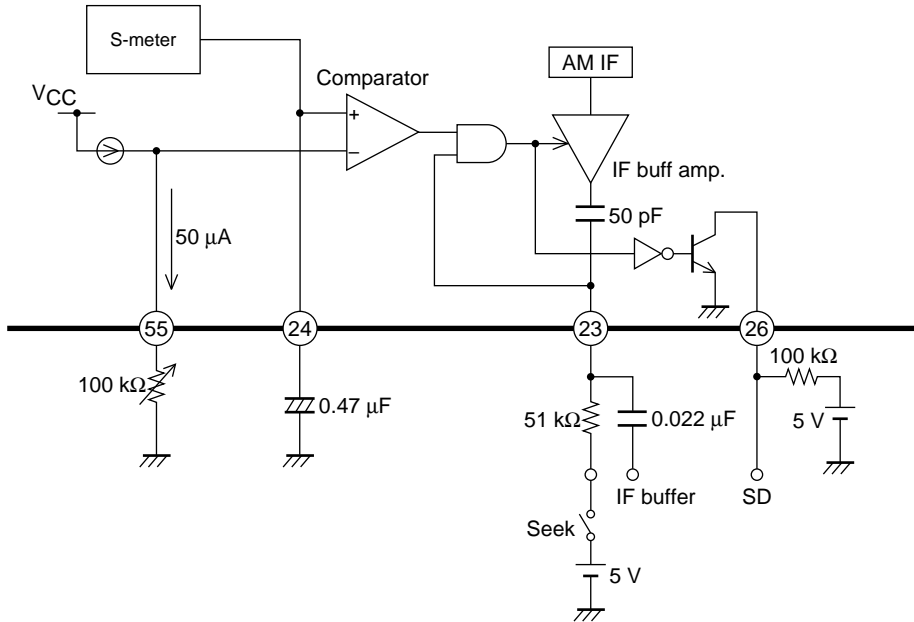 S-meter
Comparator
AM IF
VCC
+
−
IF buff amp.
50 pF
50 μA
55
24
23
26
100 kΩ
0.47 μF
51 kΩ
0.022 μF
100 kΩ
5 V
IF buffer
SD
Seek
5 V